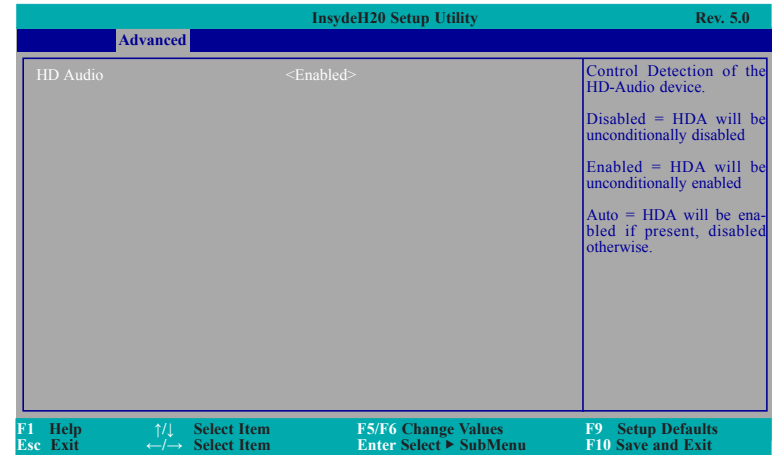 InsydeH20 Setup Utility Rev. 5.0
Advanced
HD Audio <Enabled>
Control Detection of the
HD-Audio device.
Disabled = HDA will be
unconditionally disabled
Enabled = HDA will be
unconditionally enabled
Auto = HDA will be ena-
bled if present, disabled
otherwise.
F1 Help ↑/↓ Select Item F5/F6 Change Values F9 Setup Defaults
Esc Exit ←/→ Select Item Enter Select ▶ SubMenu F10 Save and Exit